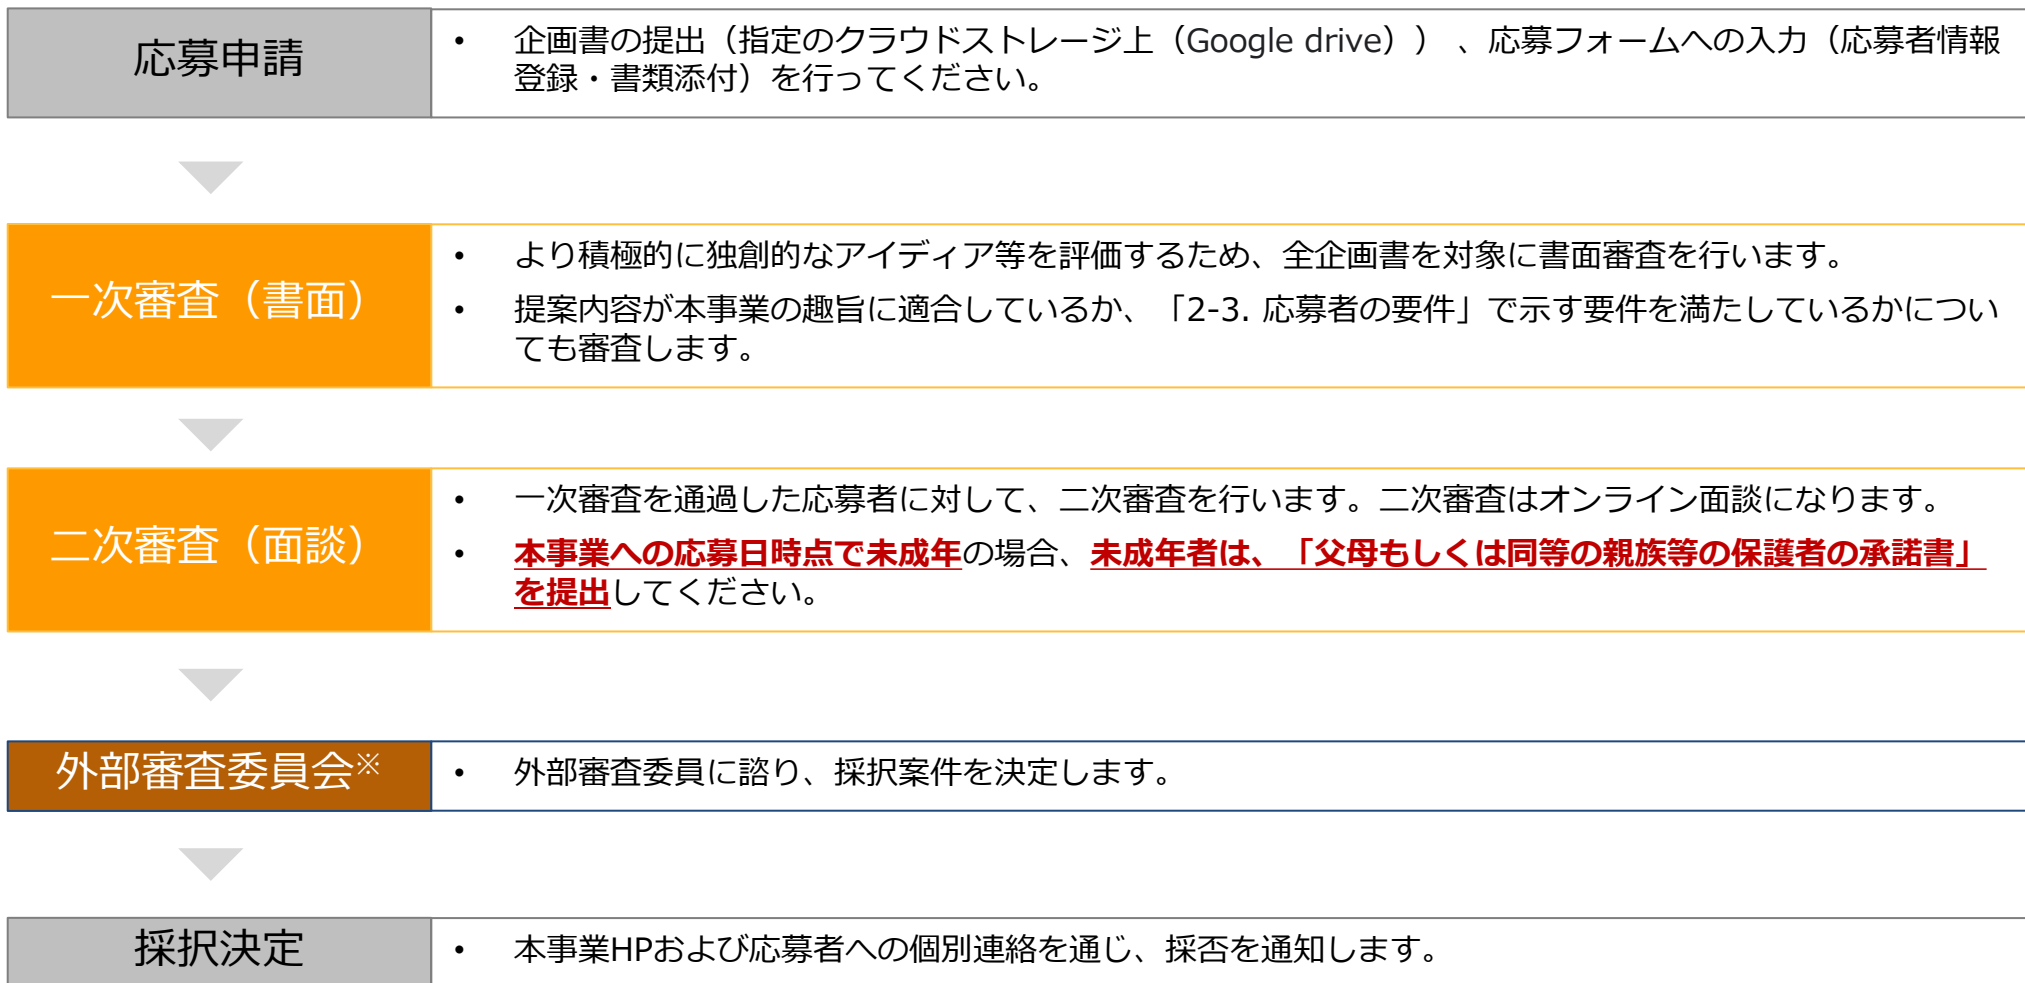 応募申請
• 企画書の提出（指定のクラウドストレージ上（Google drive））、応募フォームへの入力（応募者情報
登録・書類添付）を行ってください。
一次審査（書面）
• より積極的に独創的なアイディア等を評価するため、全企画書を対象に書面審査を行います。
• 提案内容が本事業の趣旨に適合しているか、「2-3. 応募者の要件」で示す要件を満たしているかについ
ても審査します。
二次審査（面談）
• 一次審査を通過した応募者に対して、二次審査を行います。二次審査はオンライン面談になります。
• 本事業への応募日時点で未成年の場合、未成年者は、「父母もしくは同等の親族等の保護者の承諾書」
を提出してください。
外部審査委員会※
• 外部審査委員に諮り、採択案件を決定します。
採択決定
• 本事業HPおよび応募者への個別連絡を通じ、採否を通知します。